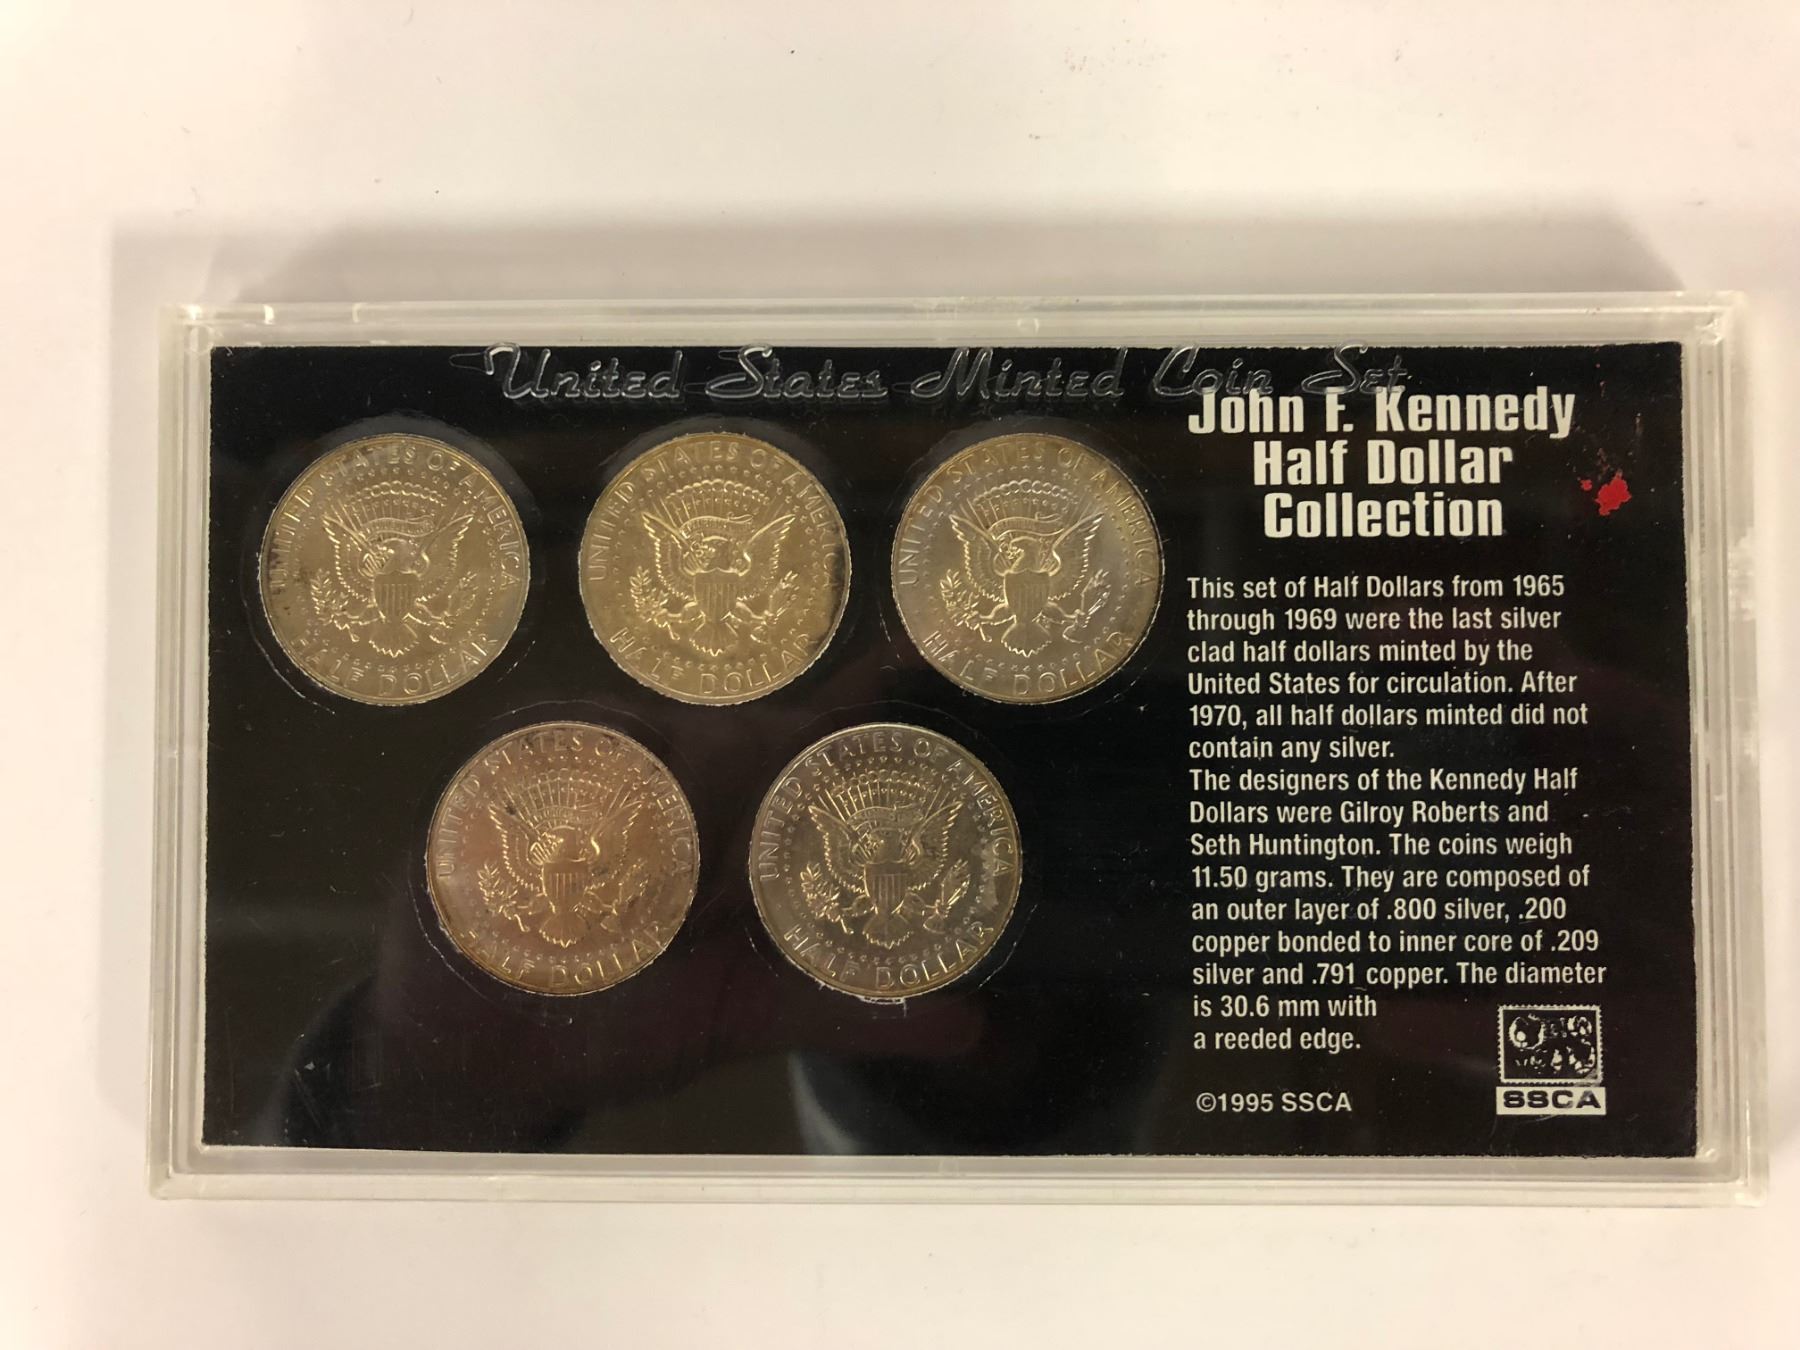 United States Minted Coin Set
John F. Kennedy
Half Dollar
Collection
This set of Half Dollars from 1965
through 1969 were the last silver
clad half dollars minted by the
United States for circulation. After
1970, all half dollars minted did not
contain any silver.
The designers of the Kennedy Half
Dollars were Gilroy Roberts and
Seth Huntington. The coins weigh
11.50 grams. They are composed of
an outer layer of .800 silver, .200
copper bonded to inner core of .209
silver and .791 copper. The diameter
is 30.6 mm with
a reeded edge.
©1995 SSCA
SSCA
UNITED STATES OF AMERICA
HALF DOLLAR
UNITED STATES OF AMERICA
HALF DOLLAR
UNITED STATES OF AMERICA
HALF DOLLAR
UNITED STATES OF AMERICA
HALF DOLLAR
UNITED STATES OF AMERICA
HALF DOLLAR